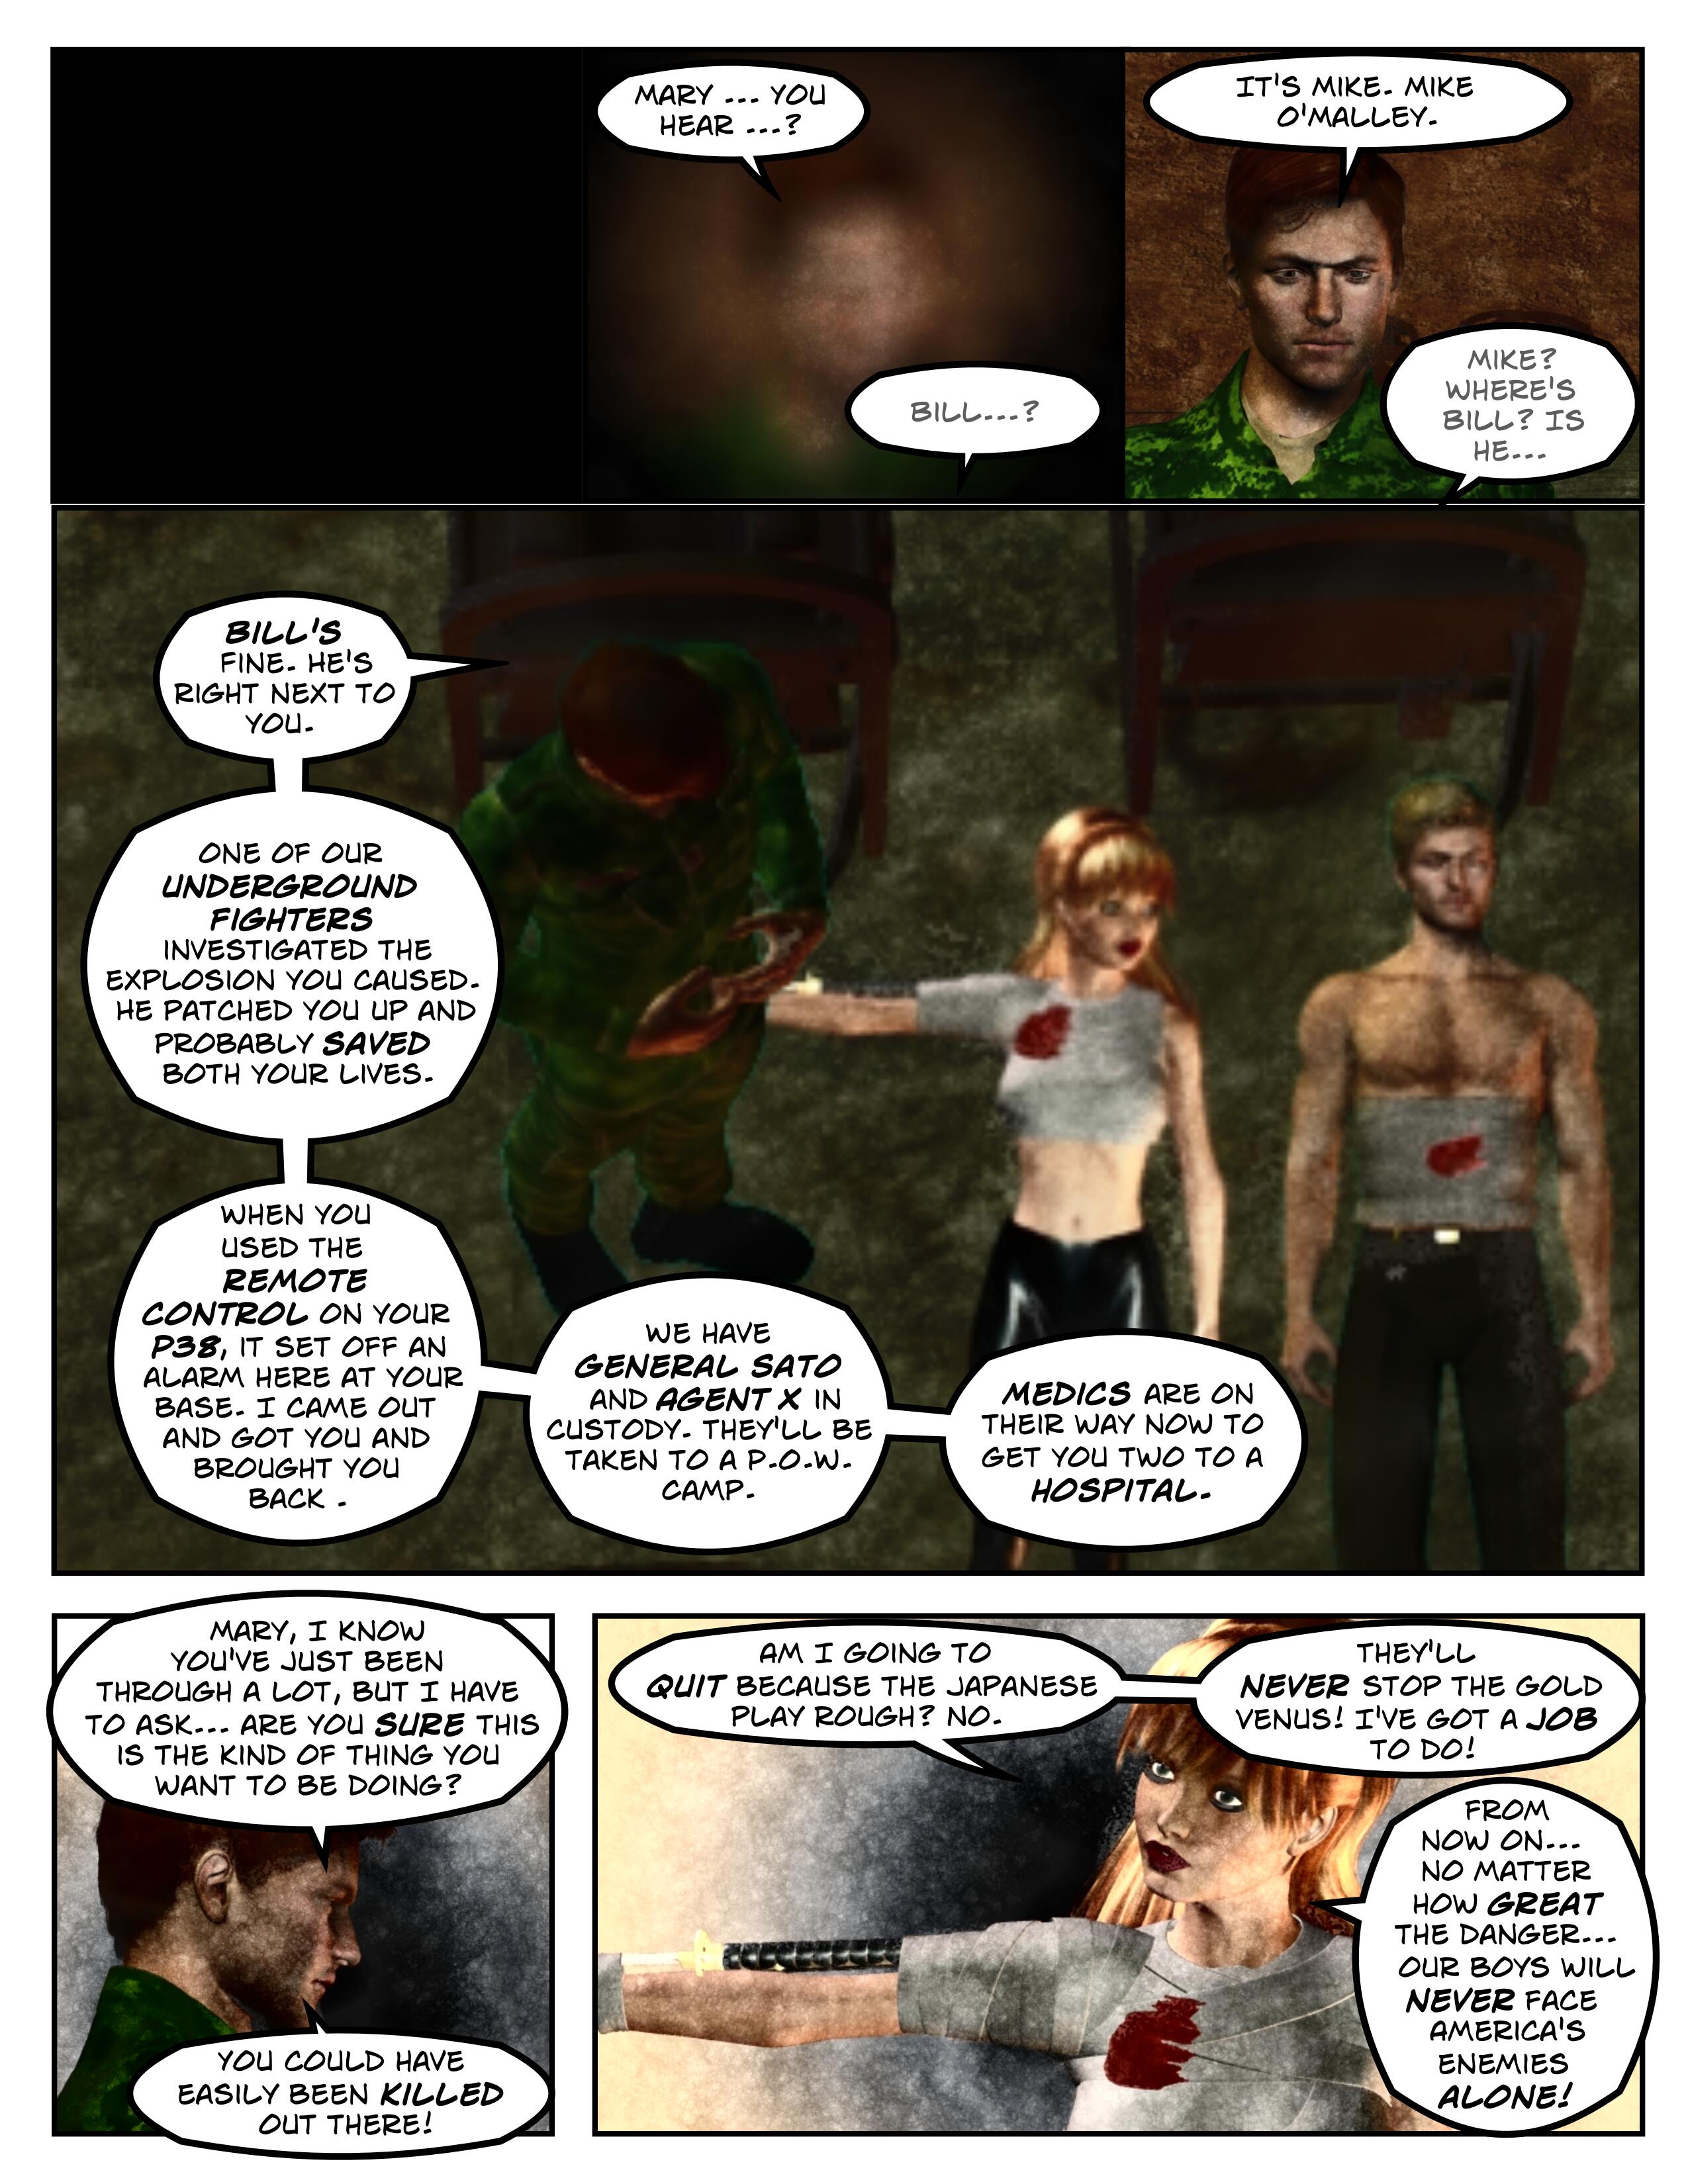 MARY ... YOU
HEAR ...?
BILL...?
IT'S MIKE. MIKE
O'MALLEY.
MIKE?
WHERE'S
BILL? IS
HE...
BILL'S
FINE. HE'S
RIGHT NEXT TO
YOU.
ONE OF OUR
UNDERGROUND
FIGHTERS
INVESTIGATED THE
EXPLOSION YOU CAUSED.
HE PATCHED YOU UP AND
PROBABLY SAVED
BOTH YOUR LIVES.
WHEN YOU
USED THE
REMOTE
CONTROL ON YOUR
P38, IT SET OFF AN
ALARM HERE AT YOUR
BASE. I CAME OUT
AND GOT YOU AND
BROUGHT YOU
BACK .
WE HAVE
GENERAL SATO
AND AGENT X IN
CUSTODY. THEY'LL BE
TAKEN TO A P.O.W.
CAMP.
MEDICS ARE ON
THEIR WAY NOW TO
GET YOU TWO TO A
HOSPITAL.
MARY, I KNOW
YOU'VE JUST BEEN
THROUGH A LOT, BUT I HAVE
TO ASK... ARE YOU SURE THIS
IS THE KIND OF THING YOU
WANT TO BE DOING?
YOU COULD HAVE
EASILY BEEN KILLED
OUT THERE!
AM I GOING TO
QUIT BECAUSE THE JAPANESE
PLAY ROUGH? NO.
THEY'LL
NEVER STOP THE GOLD
VENUS! I'VE GOT A JOB
TO DO!
FROM
NOW ON...
NO MATTER
HOW GREAT
THE DANGER...
OUR BOYS WILL
NEVER FACE
AMERICA'S
ENEMIES
ALONE!